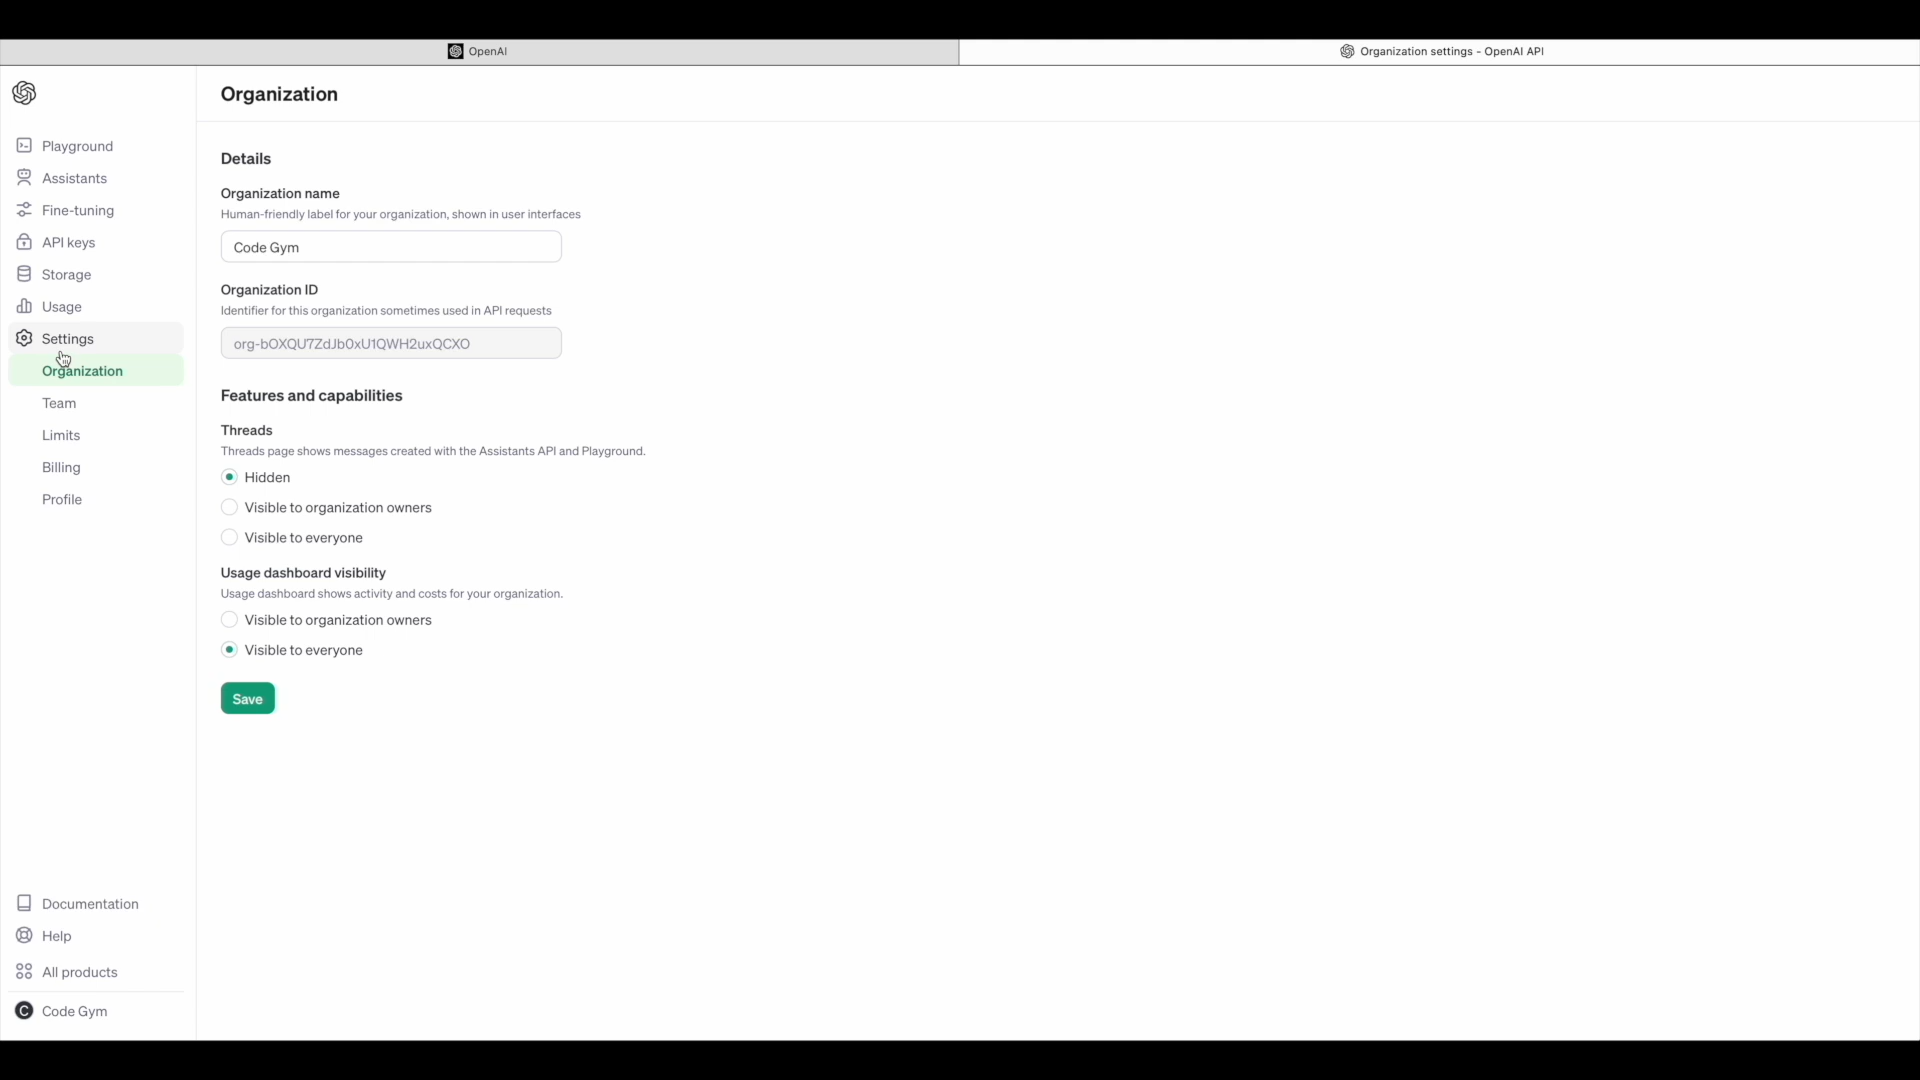 OpenAI
Organization settings - OpenAI API
Organization
Playground
Assistants
Fine-tuning
API keys
Storage
Usage
Settings
Organization
Team
Limits
Billing
Profile
Details
Organization name
Human-friendly label for your organization, shown in user interfaces
Code Gym
Organization ID
Identifier for this organization sometimes used in API requests
org-bOXQU7ZdJb0xU1QWH2uxQCXO
Features and capabilities
Threads
Threads page shows messages created with the Assistants API and Playground.
Hidden
Visible to organization owners
Visible to everyone
Usage dashboard visibility
Usage dashboard shows activity and costs for your organization.
Visible to organization owners
Visible to everyone
Save
Documentation
Help
All products
C Code Gym